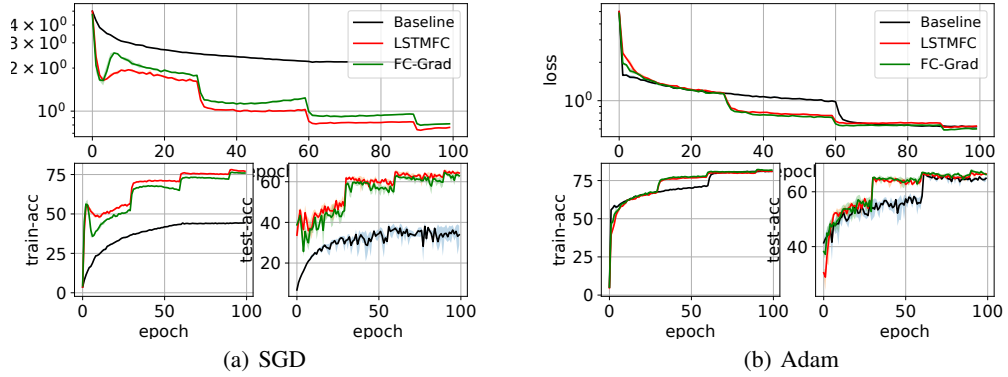 4 × 10⁰
3 × 10⁰
2 × 10⁰
10⁰
Baseline
LSTMFC
FC-Grad
0 20 40 60 80 100
epoch
75
50
25
0
train-acc
0 50 100
epoch
60
40
20
test-acc
0 50 100
epoch
(a) SGD
loss
10⁰
Baseline
LSTMFC
FC-Grad
0 20 40 60 80 100
epoch
75
50
25
0
train-acc
0 50 100
epoch
60
40
test-acc
0 50 100
epoch
(b) Adam